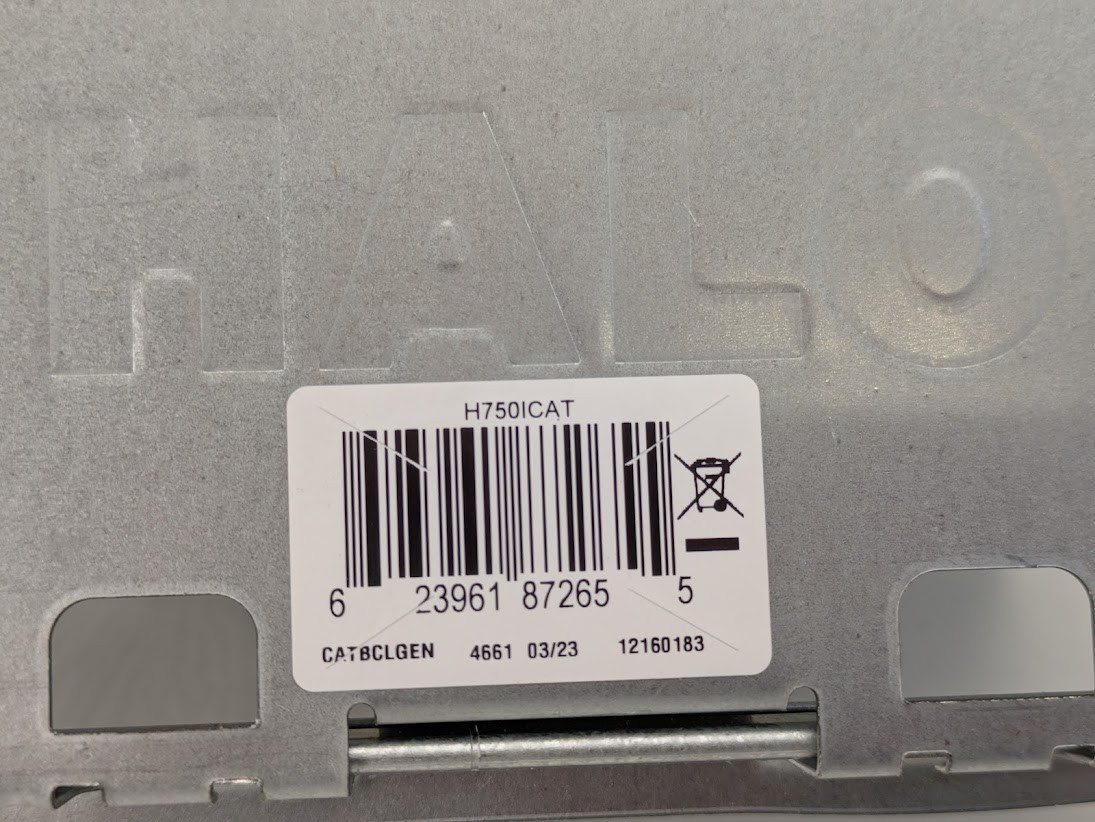 HALO
H750ICAT
6 23961 87265 5
CATBCLGEN 4661 03/23 12160183